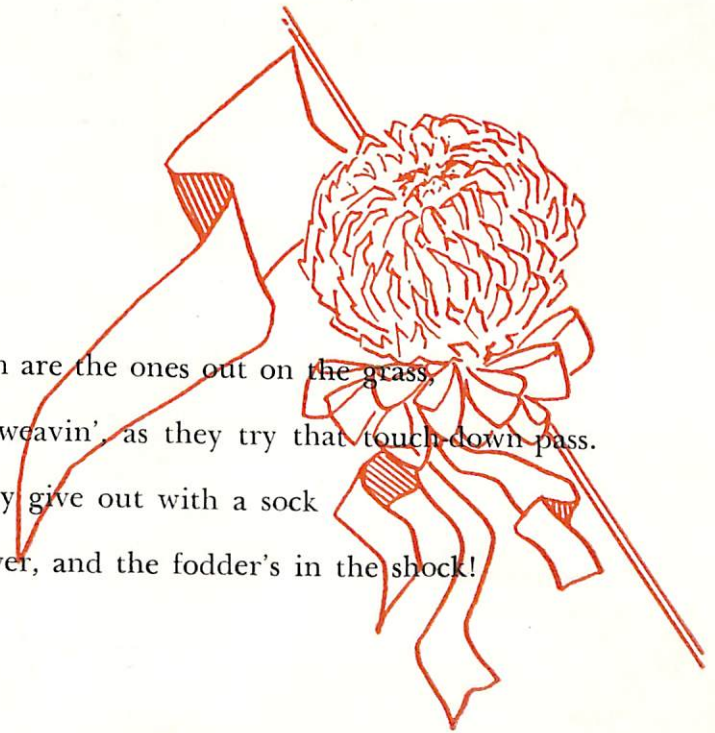 are the ones out on the grass,
weavin', as they try that touch-down pass.
give out with a sock
and the fodder's in the shock!